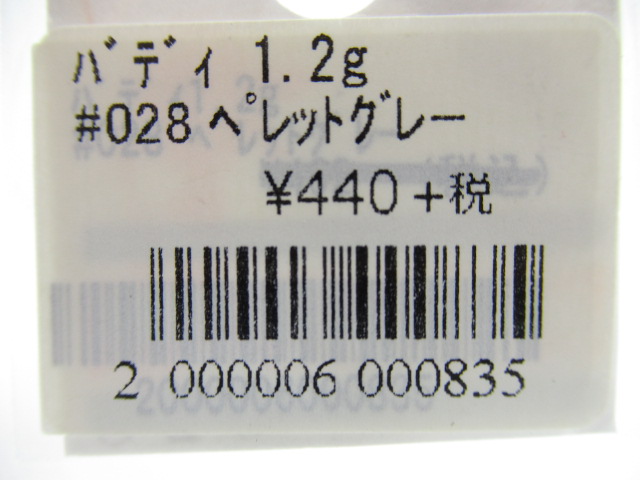 ﾊﾞﾃﾞｨ 1.2g
#028 ﾍﾟﾚｯﾄｸﾞﾚｰ
¥440 +税
2 000006 000835